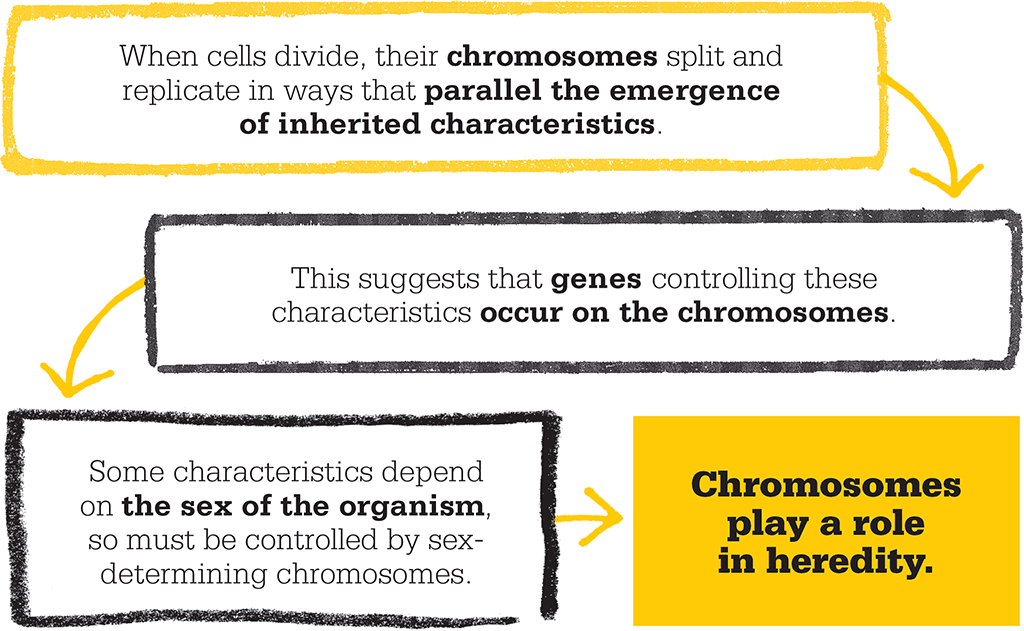 When cells divide, their chromosomes split and
replicate in ways that parallel the emergence
of inherited characteristics.
This suggests that genes controlling these
characteristics occur on the chromosomes.
Some characteristics depend
on the sex of the organism,
so must be controlled by sex-
determining chromosomes.
Chromosomes
play a role
in heredity.